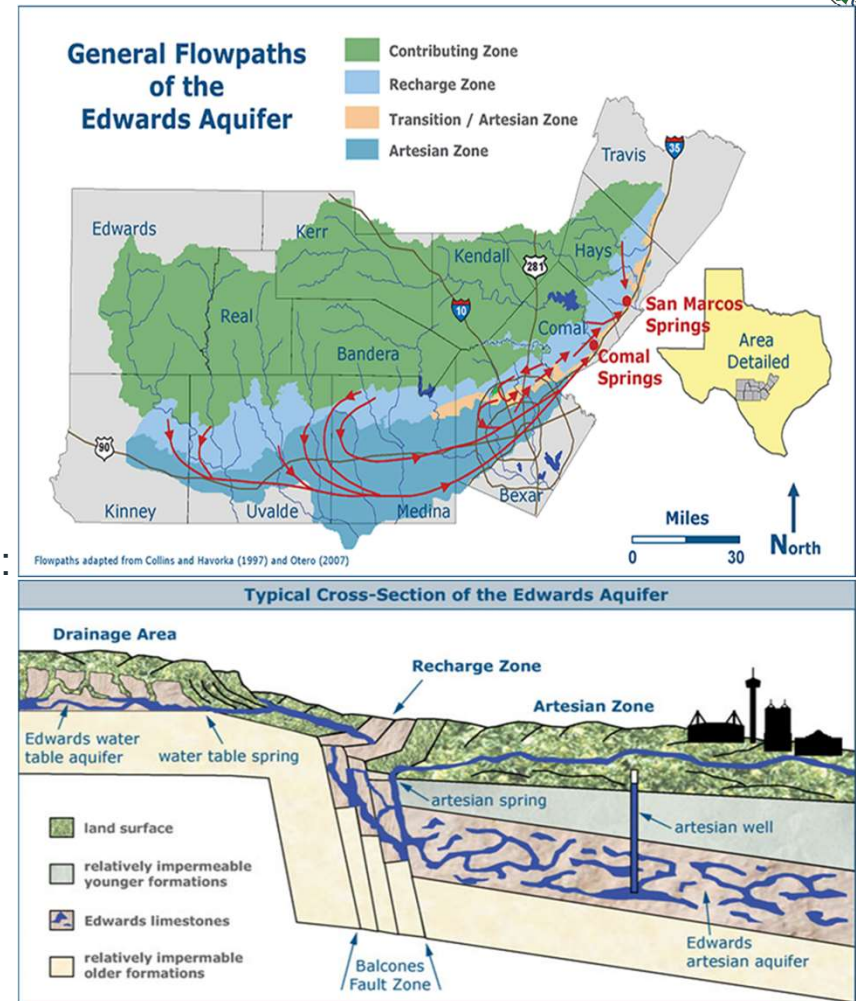 General Flowpaths
of the
Edwards Aquifer
Contributing Zone
Recharge Zone
Transition / Artesian Zone
Artesian Zone
Travis
35
Edwards
Kerr
Kendall
281
Hays
Real
10
San Marcos
Springs
Comal
Bandera
Comal
Springs
Area
Detailed
90
Kinney
Uvalde
Medina
Bexar
Miles
0
30
North
:
Flowpaths adapted from Collins and Havorka (1997) and Otero (2007)
Typical Cross-Section of the Edwards Aquifer
Drainage Area
Recharge Zone
Artesian Zone
Edwards water
table aquifer
water table spring
artesian spring
artesian well
land surface
relatively impermeable
younger formations
Edwards limestones
relatively impermable
older formations
Balcones
Fault Zone
Edwards
artesian aquifer